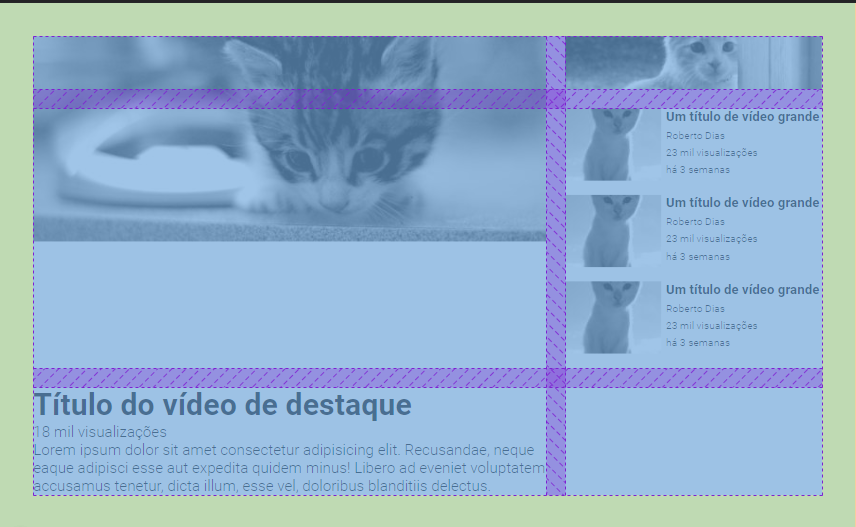 Um título de vídeo grande
Roberto Dias
23 mil visualizações
há 3 semanas
Um título de vídeo grande
Roberto Dias
23 mil visualizações
há 3 semanas
Um título de vídeo grande
Roberto Dias
23 mil visualizações
há 3 semanas
Título do vídeo de destaque
18 mil visualizações
Lorem ipsum dolor sit amet consectetur adipisicing elit. Recusandae, neque
eaque adipisci esse aut expedita quidem minus! Libero ad eveniet voluptatem
accusamus tenetur, dicta illum, esse vel, doloribus blanditiis delectus.